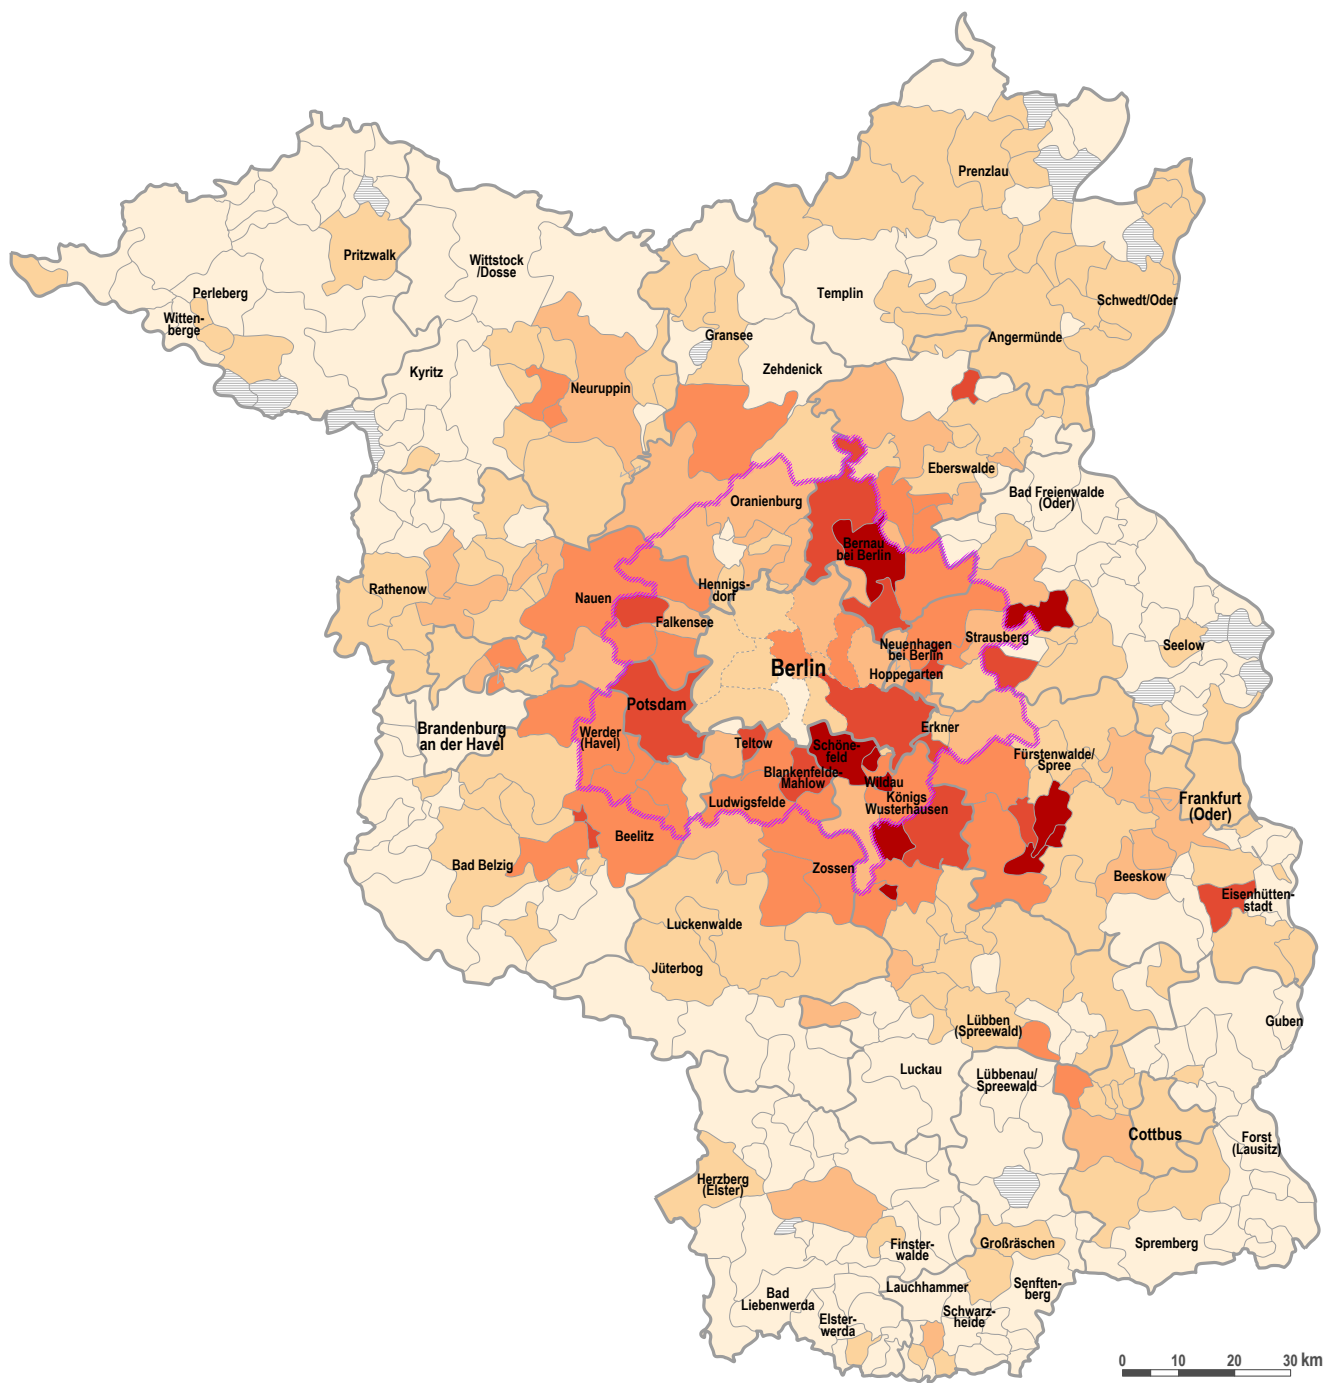 Prenzlau
Pritzwalk
Wittstock
/Dosse
Perleberg
Templin
Schwedt/Oder
Witten-
berge
Gransee
Angermünde
Kyritz
Zehdenick
Neuruppin
Eberswalde
Bad Freienwalde
(Oder)
Oranienburg
Bernau
bei Berlin
Rathenow
Hennigs-
dorf
Nauen
Falkensee
Strausberg
Seelow
Neuenhagen
bei Berlin
Berlin
Hoppegarten
Potsdam
Brandenburg
an der Havel
Werder
(Havel)
Erkner
Teltow
Schöne-
feld
Fürstenwalde/
Spree
Blankenfelde-
Mahlow
Wildau
Ludwigsfelde
Königs
Wusterhausen
Frankfurt
(Oder)
Beelitz
Bad Belzig
Zossen
Beeskow
Eisenhütten-
stadt
Luckenwalde
Jüterbog
Lübben
(Spreewald)
Guben
Luckau
Lübbenau/
Spreewald
Cottbus
Forst
(Lausitz)
Herzberg
(Elster)
Finster-
walde
Großräschen
Spremberg
Bad
Liebenwerda
Lauchhammer
Senften-
berg
Elster-
werda
Schwarz-
heide
0 10 20 30 km